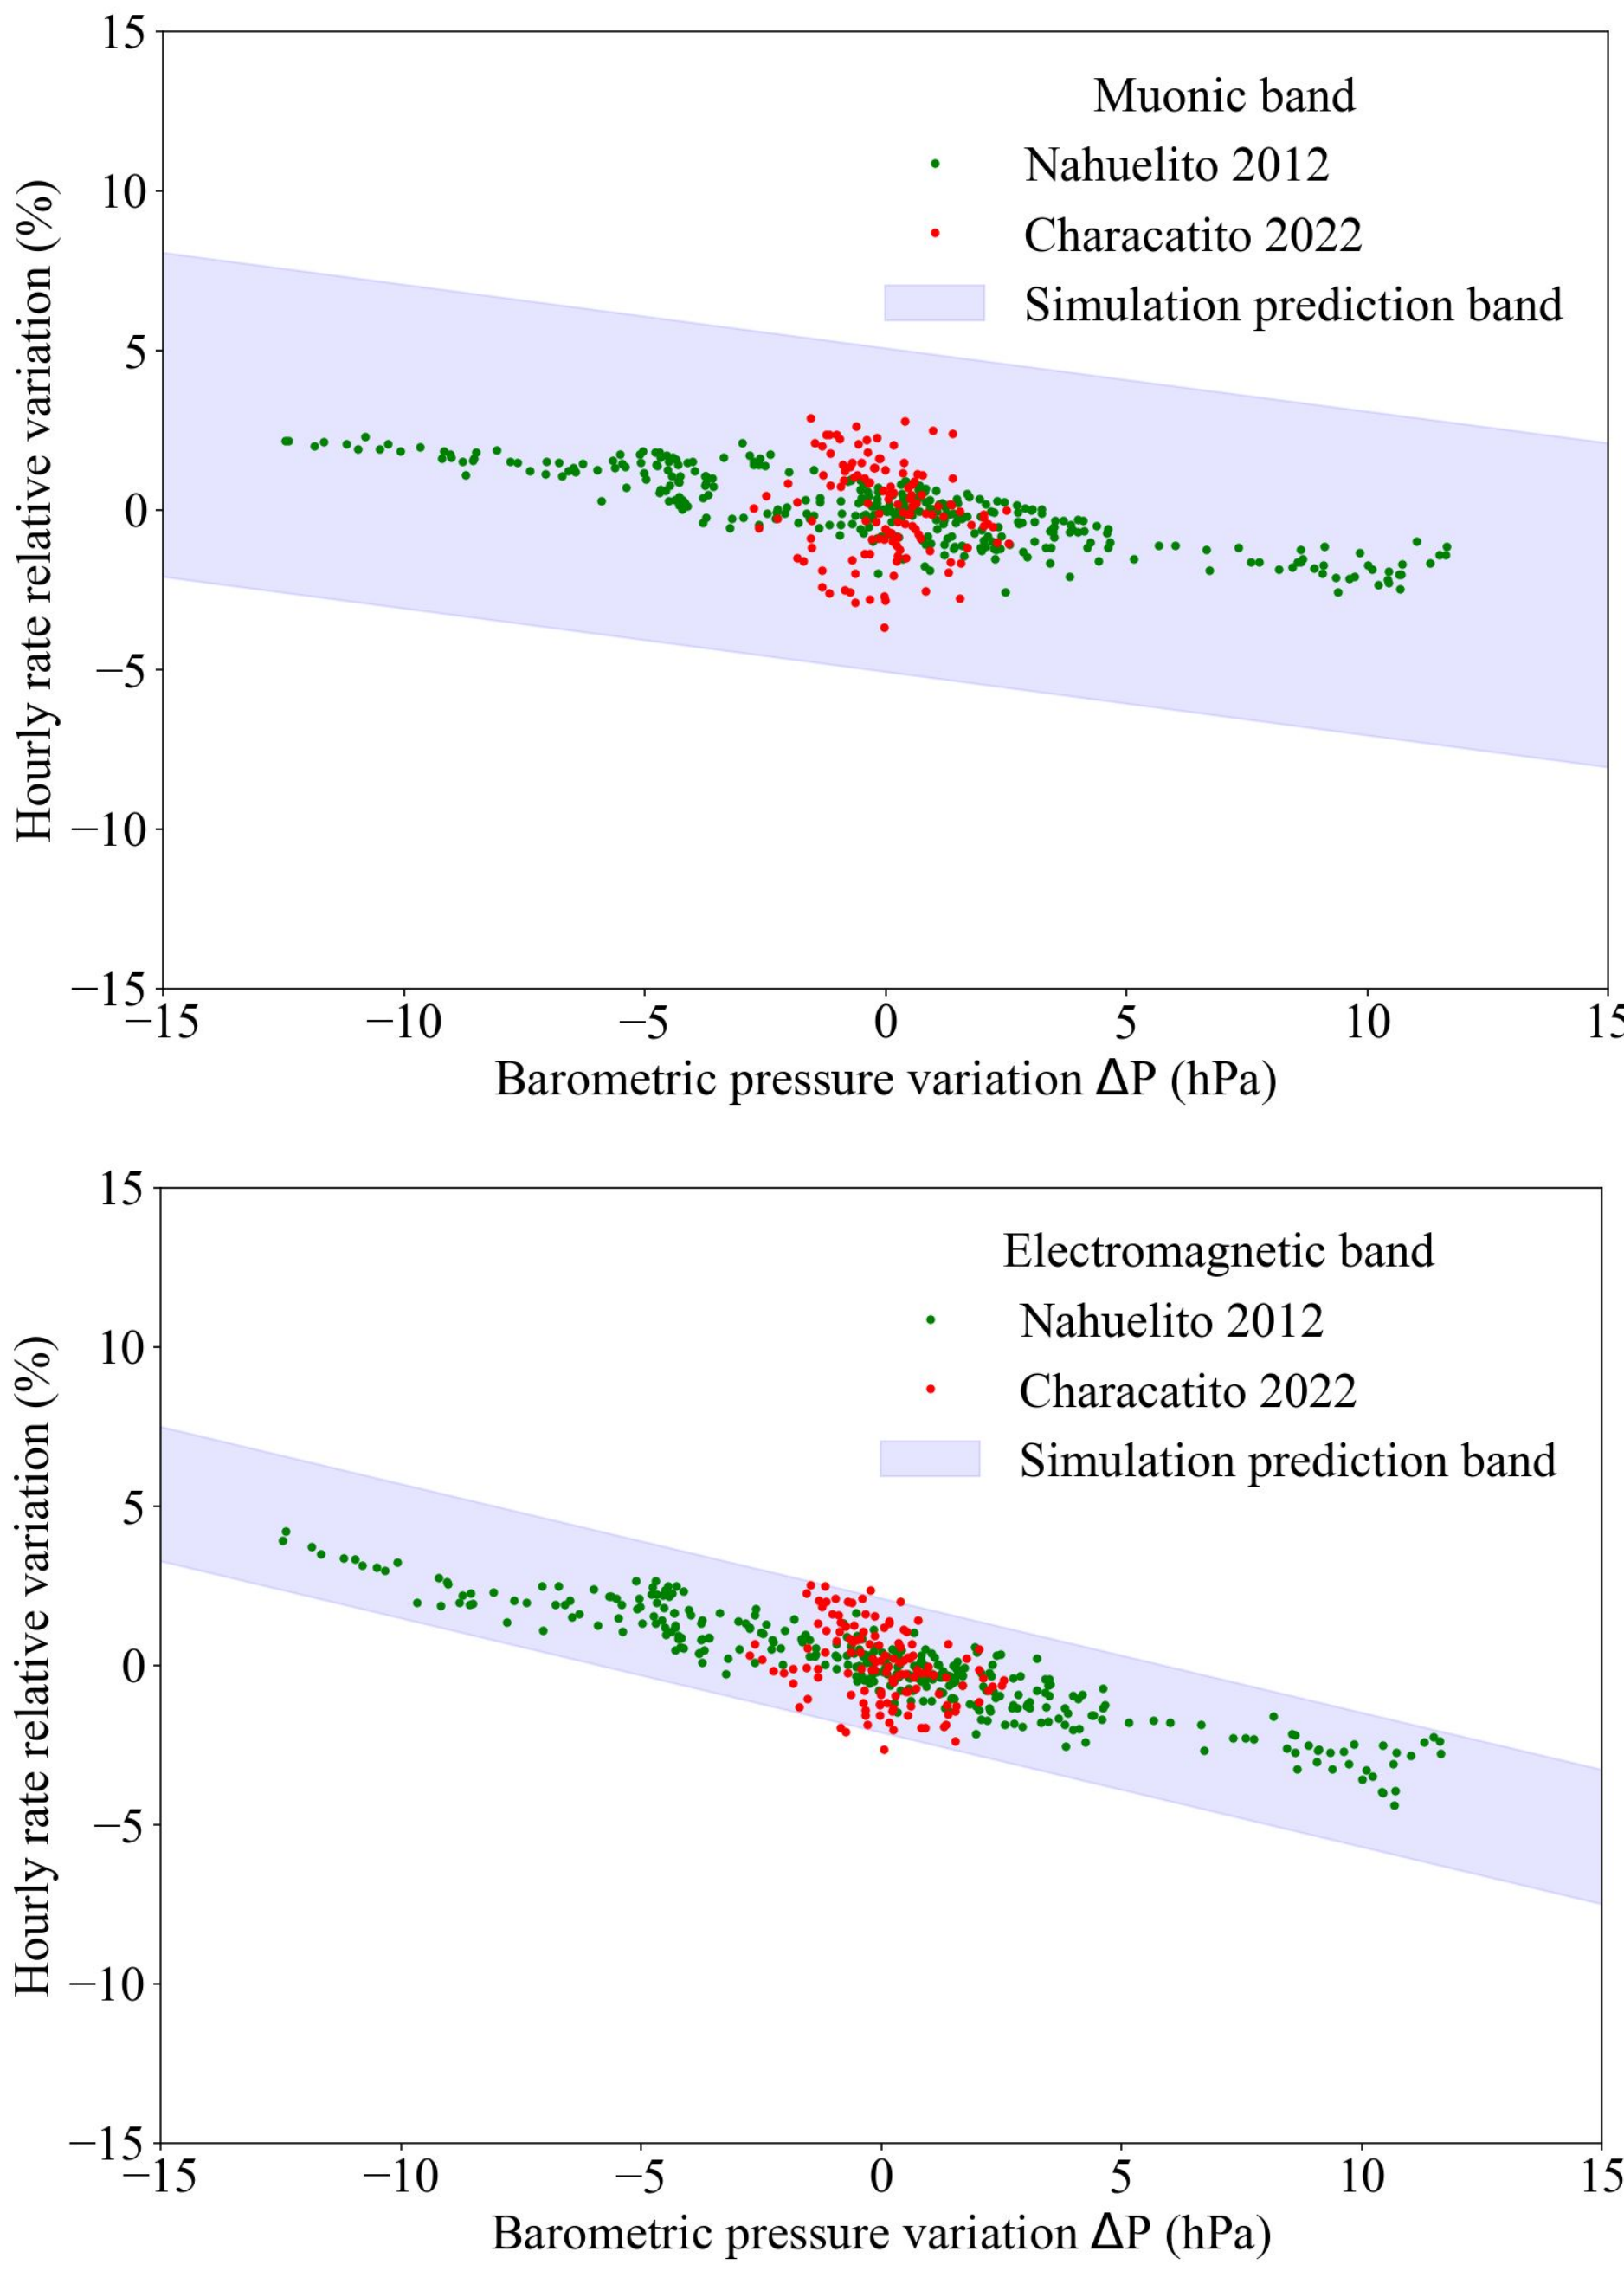 15
10
5
0
−5
−10
−15
Hourly rate relative variation (%)
Muonic band
Nahuelito 2012
Characatito 2022
Simulation prediction band
−15 −10 −5 0 5 10 15
Barometric pressure variation ΔP (hPa)
15
10
5
0
−5
−10
−15
Hourly rate relative variation (%)
Electromagnetic band
Nahuelito 2012
Characatito 2022
Simulation prediction band
−15 −10 −5 0 5 10 15
Barometric pressure variation ΔP (hPa)